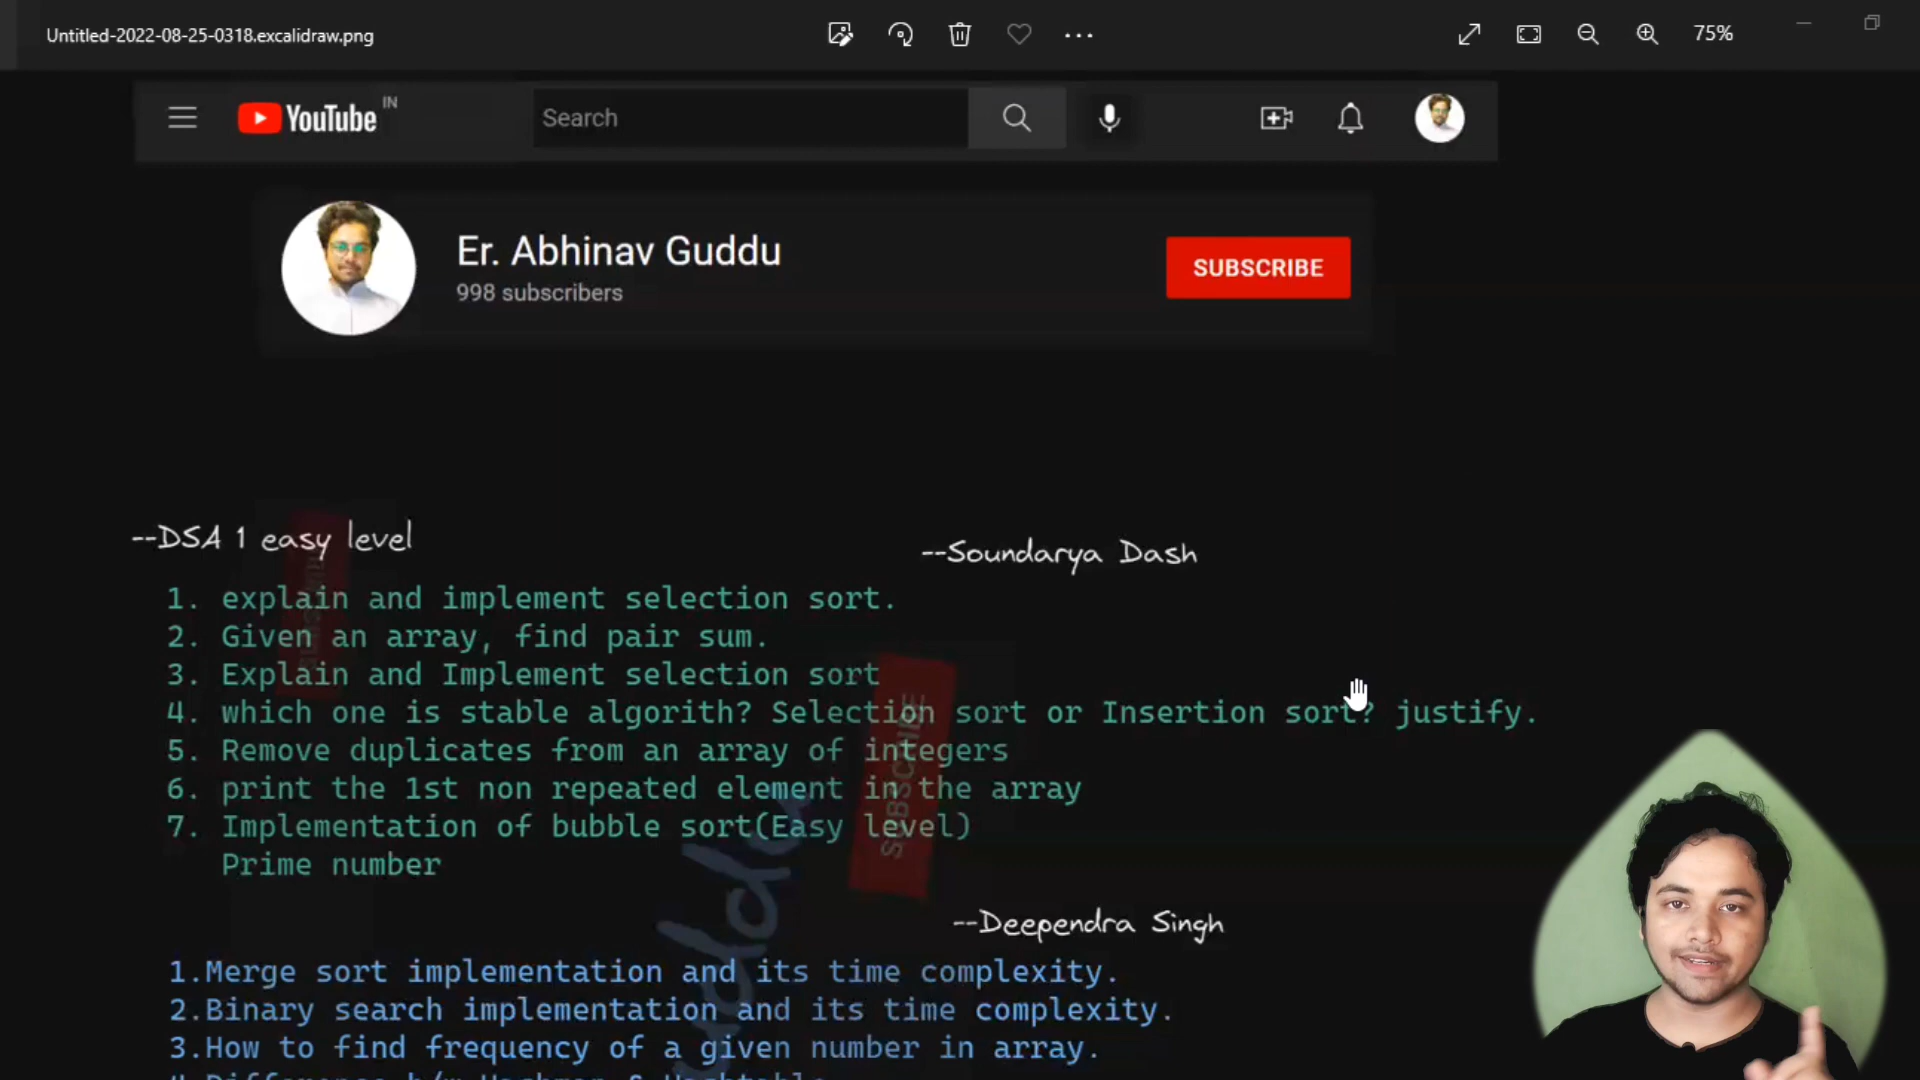 Untitled-2022-08-25-0318.excalidraw.png
75%
YouTube IN
Search
Er. Abhinav Guddu
998 subscribers
SUBSCRIBE
--DSA 1 easy level
--Soundarya Dash
1. explain and implement selection sort.
2. Given an array, find pair sum.
3. Explain and Implement selection sort
4. which one is stable algorith? Selection sort or Insertion sort? justify.
5. Remove duplicates from an array of integers
6. print the 1st non repeated element in the array
7. Implementation of bubble sort(Easy level)
Prime number
SUBSCRIBE
--Deependra Singh
1.Merge sort implementation and its time complexity.
2.Binary search implementation and its time complexity.
3.How to find frequency of a given number in array.